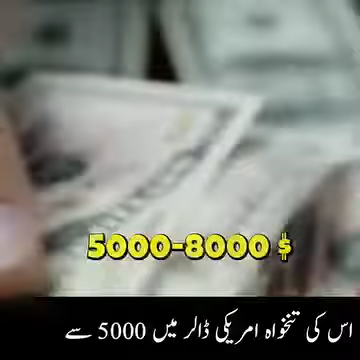 5000-8000 $
اس کی تنخواہ امریکی ڈالر میں 5000 سے